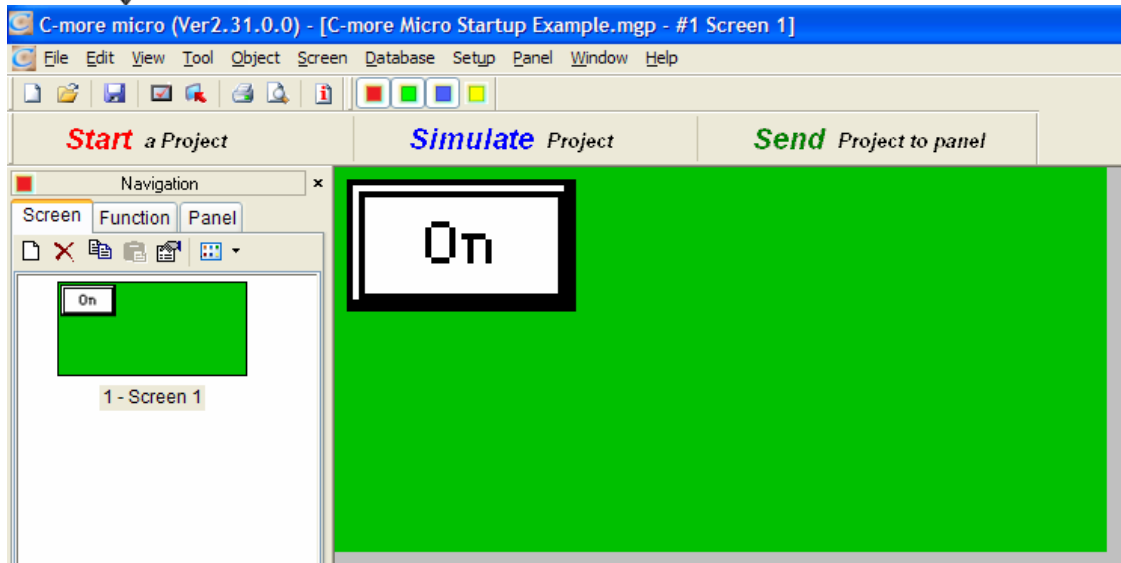 C-more micro (Ver2.31.0.0) - [C-more Micro Startup Example.mgp - #1 Screen 1]
File Edit View Tool Object Screen Database Setup Panel Window Help
Start a Project Simulate Project Send Project to panel
Navigation
Screen Function Panel
On
On
1 - Screen 1